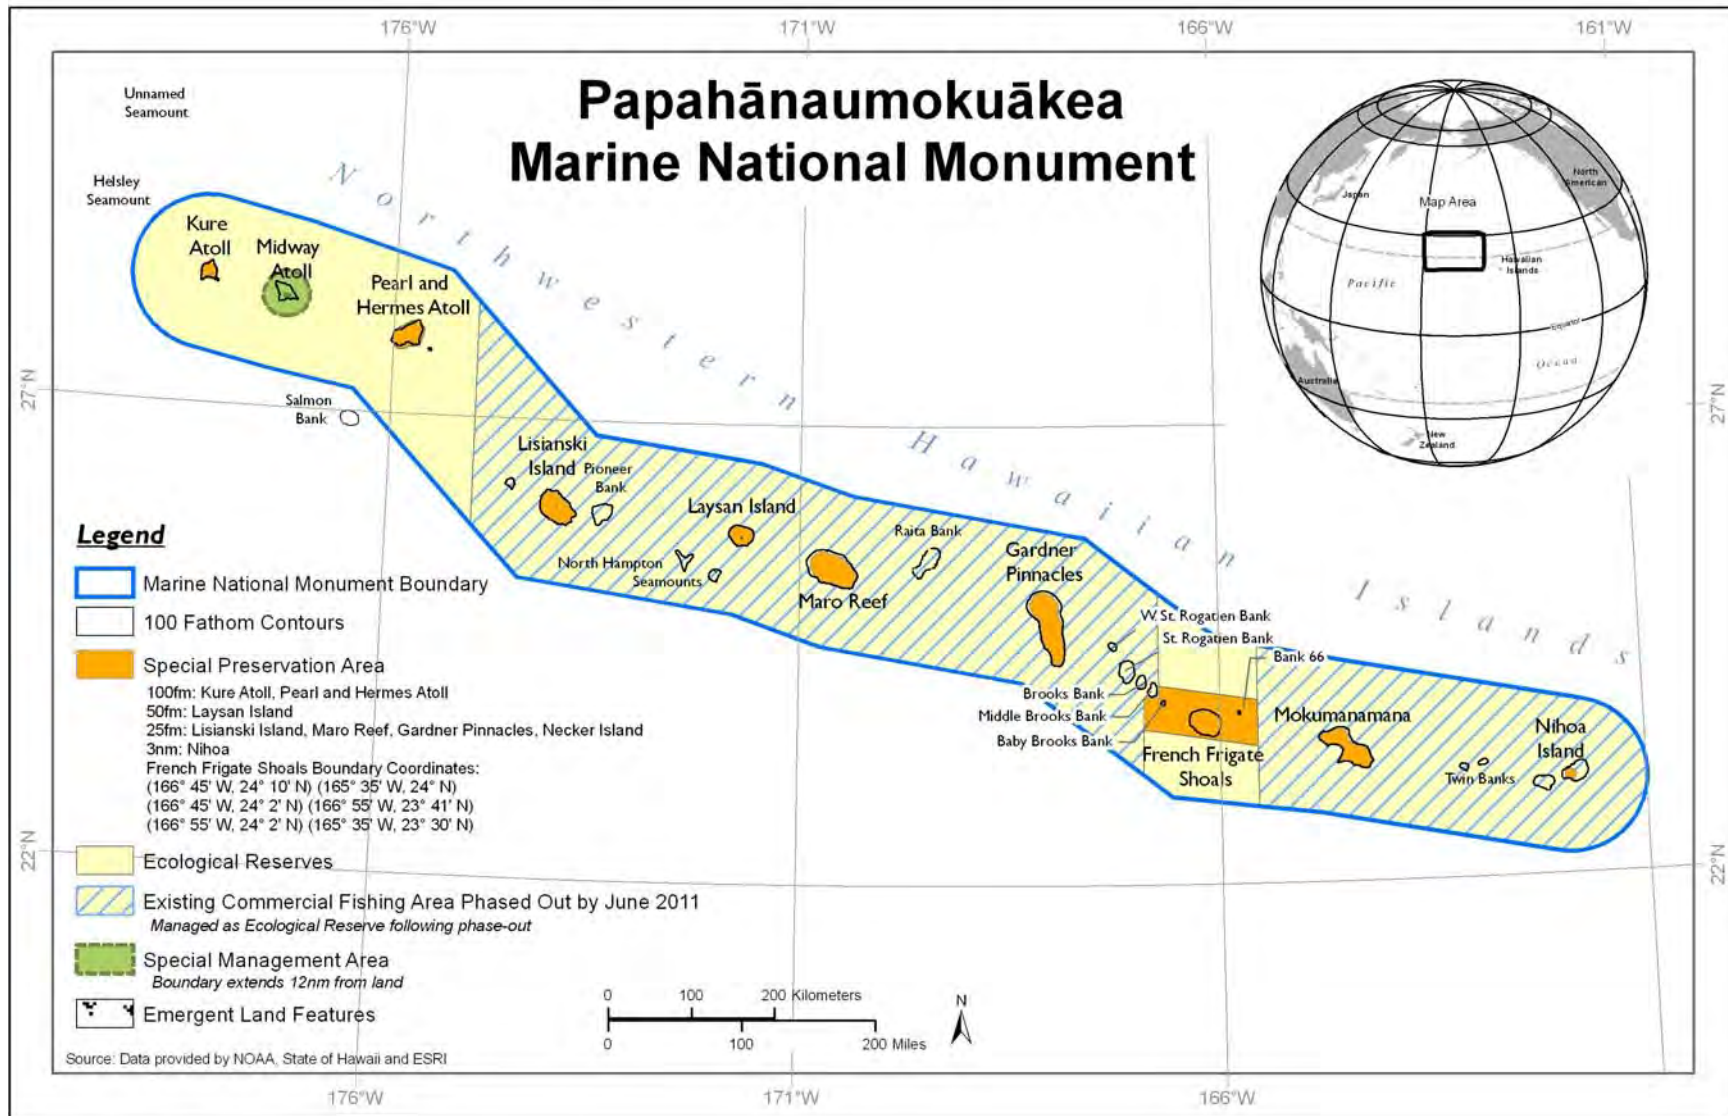 176°W
171°W
166°W
161°W
Papahānaumokuākea
Marine National Monument
Unnamed
Seamount
Helsley
Seamount
Kure
Atoll
Midway
Atoll
Pearl and
Hermes Atoll
Northwestern Hawaiian Islands
Japan
North
American
Map Area
Hawaiian
Islands
Pacific
Equator
Ocean
Australia
New
Zealand
27°N
27°N
Salmon
Bank
Lisianski
Island
Pioneer
Bank
Laysan Island
North Hampton
Seamounts
Maro Reef
Raita Bank
Gardner
Pinnacles
W. St. Rogatien Bank
St. Rogatien Bank
Bank 66
Brooks Bank
Middle Brooks Bank
Baby Brooks Bank
French Frigate
Shoals
Mokumanamana
Nihoa
Island
Twin Banks
Legend
Marine National Monument Boundary
100 Fathom Contours
Special Preservation Area
100fm: Kure Atoll, Pearl and Hermes Atoll
50fm: Laysan Island
25fm: Lisianski Island, Maro Reef, Gardner Pinnacles, Necker Island
3nm: Nihoa
French Frigate Shoals Boundary Coordinates:
(166° 45' W, 24° 10' N) (165° 35' W, 24° N)
(166° 45' W, 24° 2' N) (166° 55' W, 23° 41' N)
(166° 55' W, 24° 2' N) (165° 35' W, 23° 30' N)
22°N
22°N
Ecological Reserves
Existing Commercial Fishing Area Phased Out by June 2011
Managed as Ecological Reserve following phase-out
Special Management Area
Boundary extends 12nm from land
Emergent Land Features
0 100 200 Kilometers
0 100 200 Miles
N
Source: Data provided by NOAA, State of Hawaii and ESRI
176°W
171°W
166°W